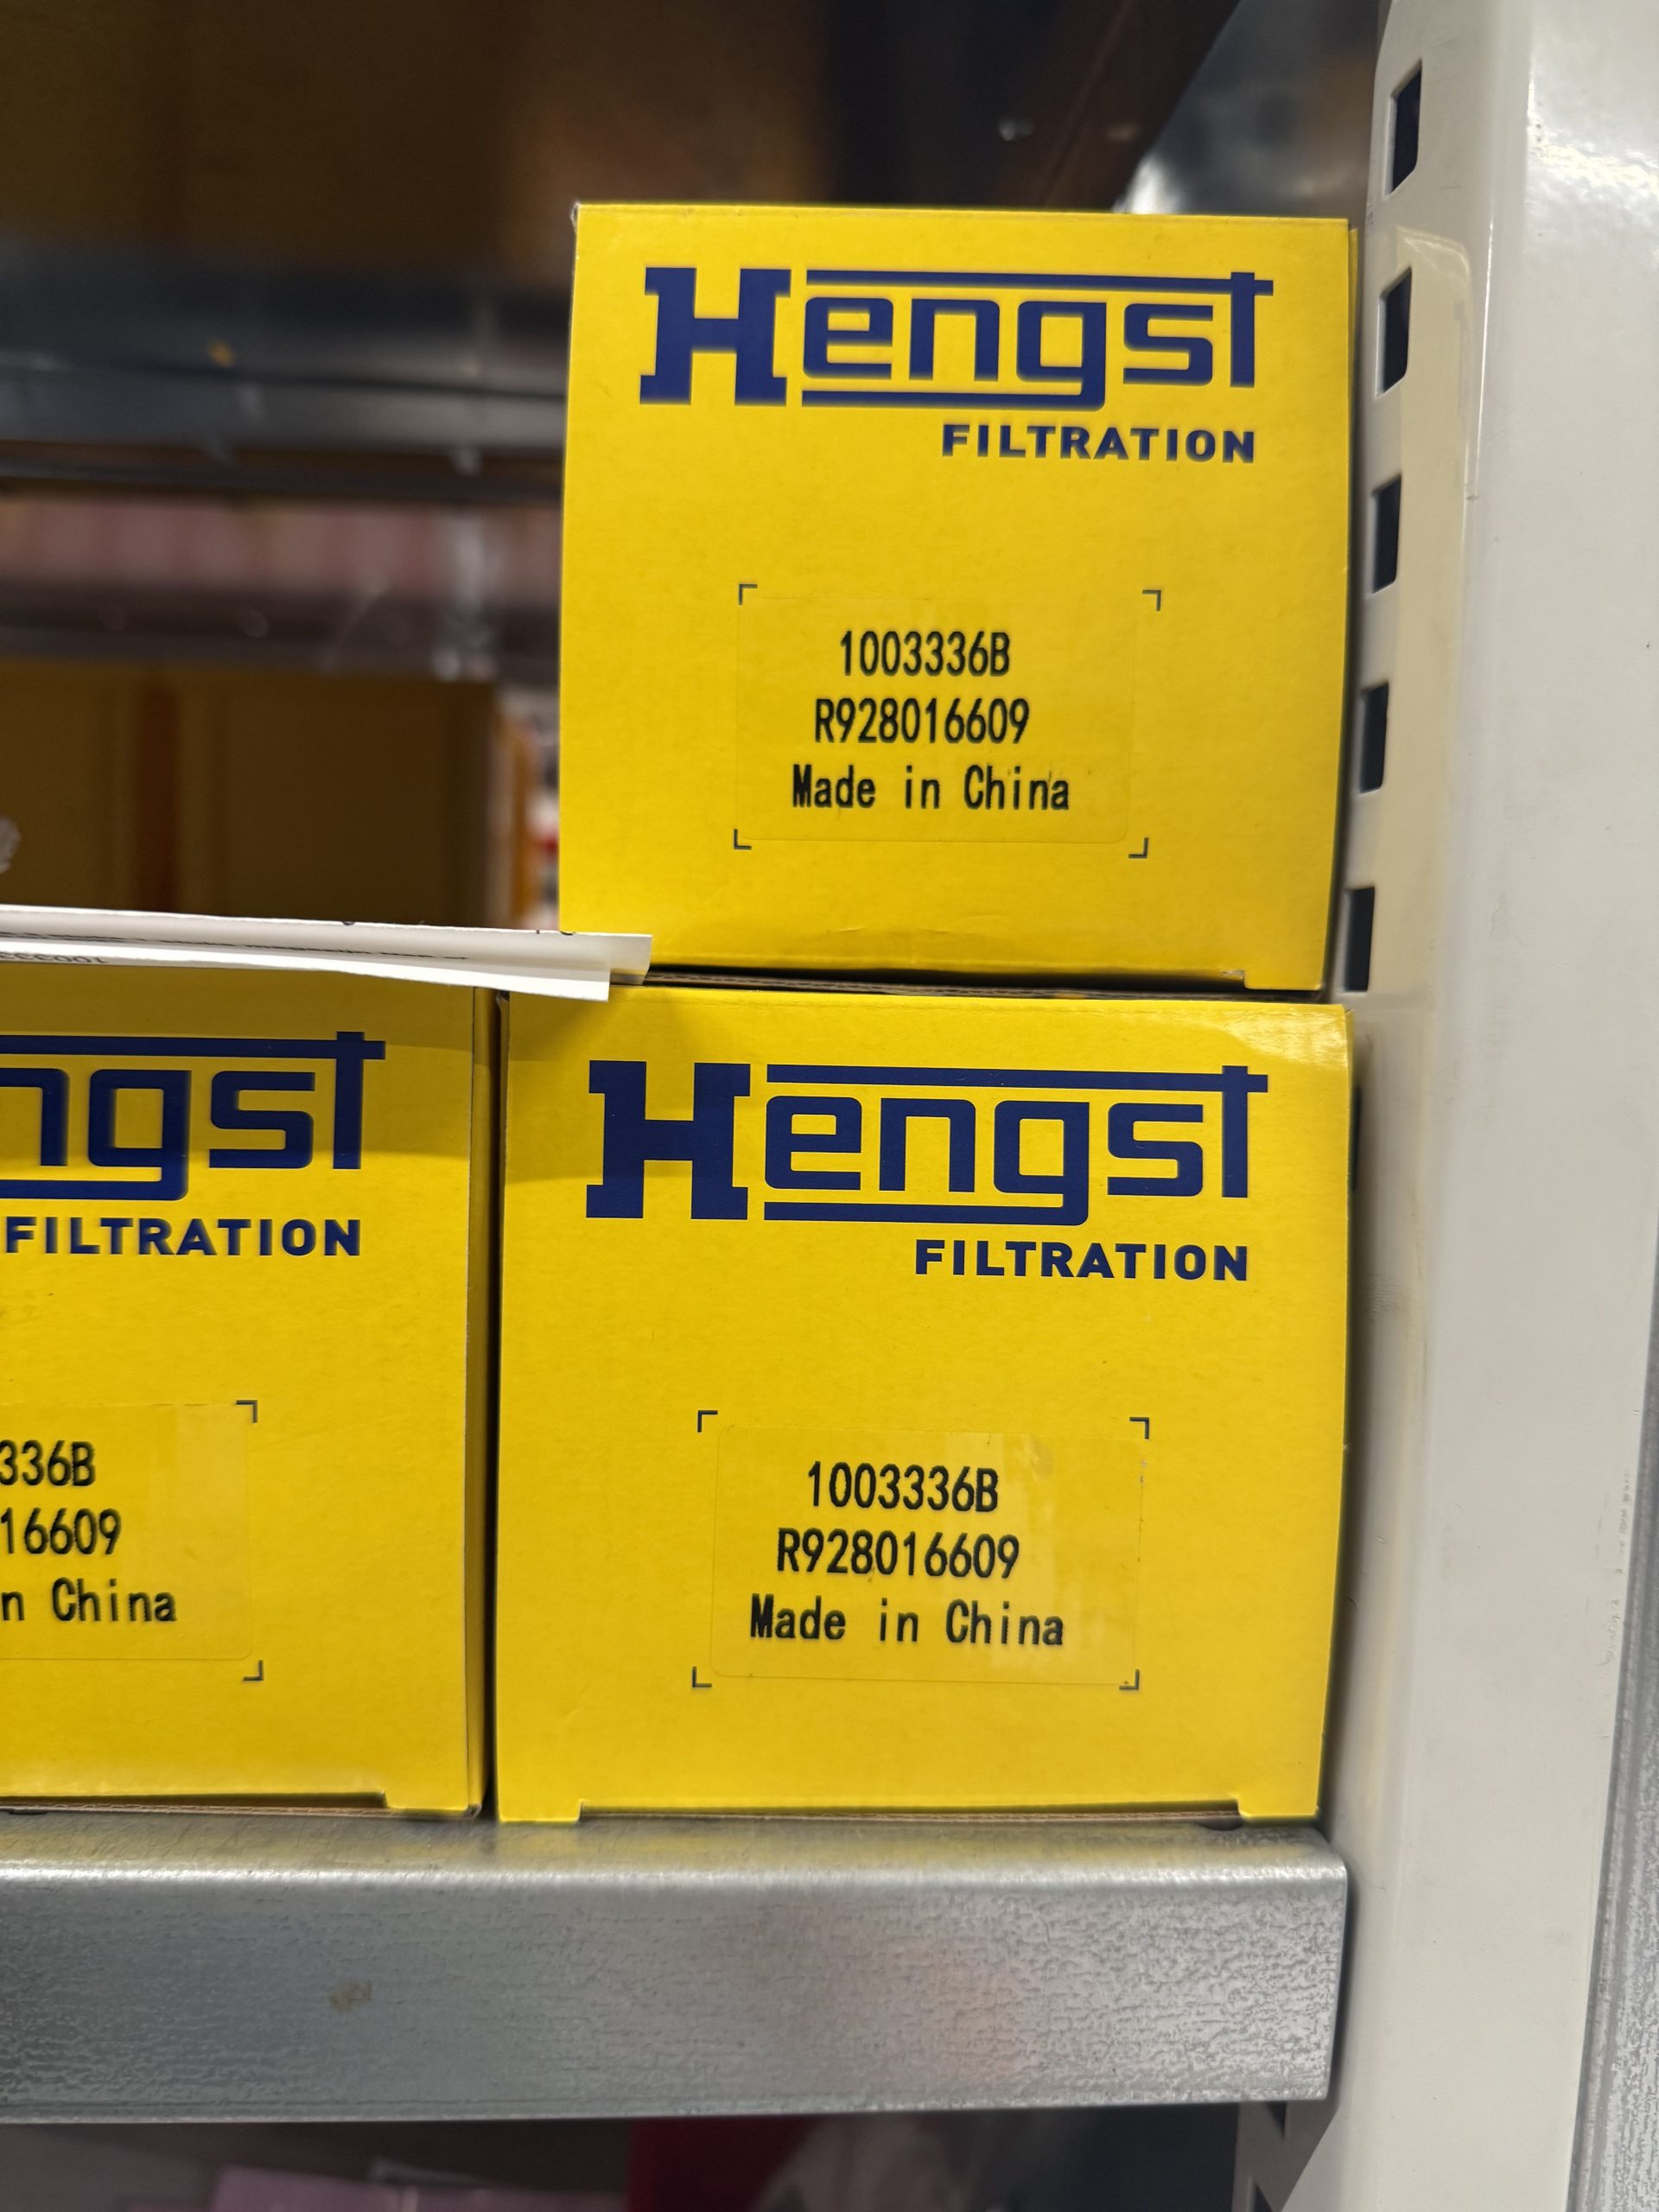 Hengst
FILTRATION
1003336B
R928016609
Made in China
ngst
FILTRATION
336B
16609
n China
Hengst
FILTRATION
1003336B
R928016609
Made in China